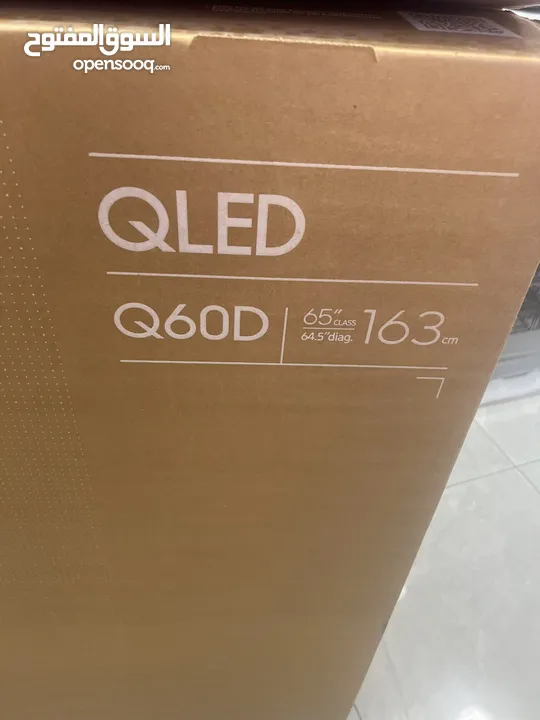 السوق المفتوح
opensooq.com
QLED
Q60D
65" CLASS
64.5" diag.
163 cm